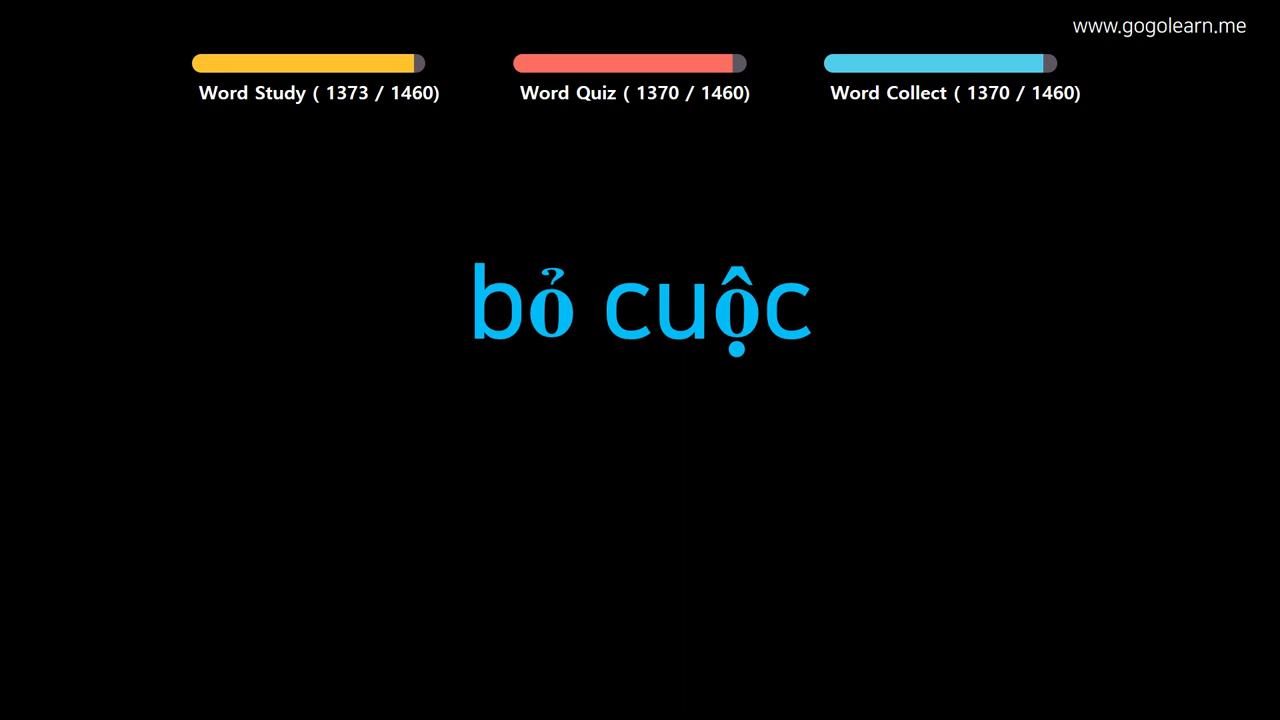 www.gogolearn.me
Word Study ( 1373 / 1460)
Word Quiz ( 1370 / 1460)
Word Collect ( 1370 / 1460)
bỏ cuộc